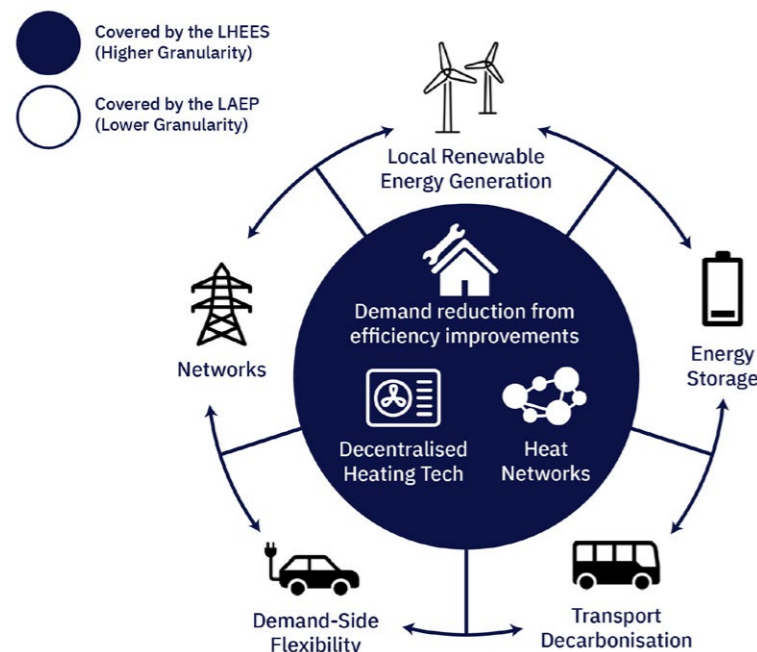 Covered by the LHEES
(Higher Granularity)
Covered by the LAEP
(Lower Granularity)
Local Renewable
Energy Generation
Demand reduction from
efficiency improvements
Networks
Energy
Storage
Decentralised
Heating Tech
Heat
Networks
Demand-Side
Flexibility
Transport
Decarbonisation